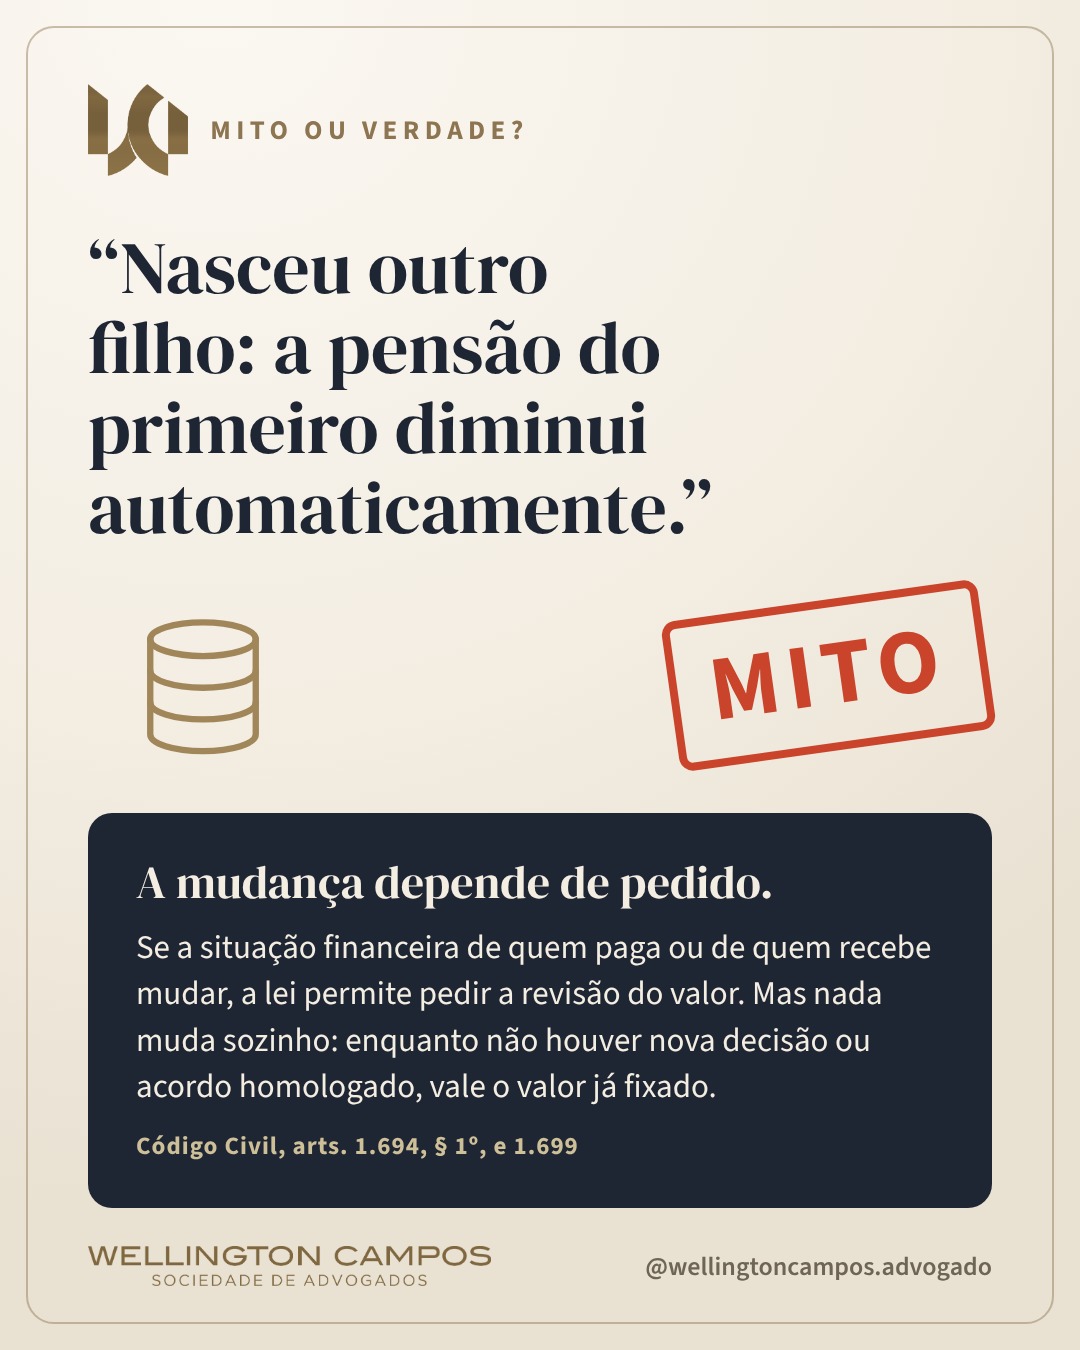 MITO OU VERDADE?
“Nasceu outro
filho: a pensão do
primeiro diminui
automaticamente.”
MITO
A mudança depende de pedido.
Se a situação financeira de quem paga ou de quem recebe
mudar, a lei permite pedir a revisão do valor. Mas nada
muda sozinho: enquanto não houver nova decisão ou
acordo homologado, vale o valor já fixado.
Código Civil, arts. 1.694, § 1º, e 1.699
WELLINGTON CAMPOS
SOCIEDADE DE ADVOGADOS
@wellingtoncampos.advogado